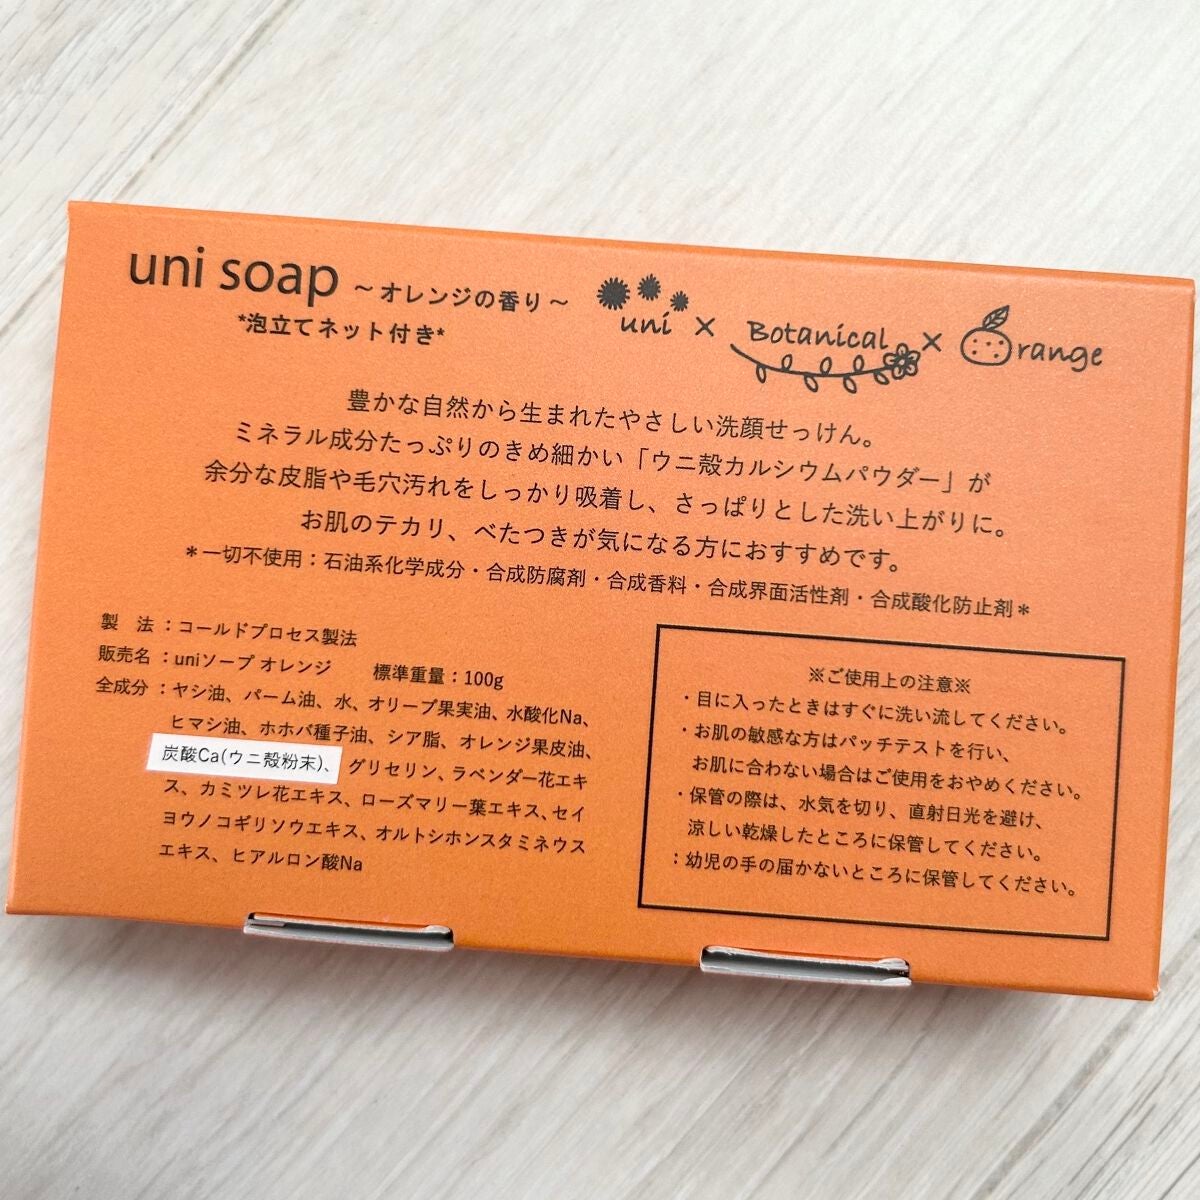 uni soap ～オレンジの香り～
*泡立てネット付き*
uni × Botanical × Orange
豊かな自然から生まれたやさしい洗顔せっけん。
ミネラル成分たっぷりのきめ細かい「ウニ殻カルシウムパウダー」が
余分な皮脂や毛穴汚れをしっかり吸着し、さっぱりとした洗い上がりに。
お肌のテカリ、べたつきが気になる方におすすめです。
＊一切不使用：石油系化学成分・合成防腐剤・合成香料・合成界面活性剤・合成酸化防止剤＊
製　法：コールドプロセス製法
販売名：uniソープ オレンジ　標準重量：100g
全成分：ヤシ油、パーム油、水、オリーブ果実油、水酸化Na、
ヒマシ油、ホホバ種子油、シア脂、オレンジ果皮油、
炭酸Ca(ウニ殻粉末)、グリセリン、ラベンダー花エキ
ス、カミツレ花エキス、ローズマリー葉エキス、セイ
ヨウノコギリソウエキス、オルトシホンスタミネウス
エキス、ヒアルロン酸Na
※ご使用上の注意※
・目に入ったときはすぐに洗い流してください。
・お肌の敏感な方はパッチテストを行い、
お肌に合わない場合はご使用をおやめください。
・保管の際は、水気を切り、直射日光を避け、
涼しい乾燥したところに保管してください。
：幼児の手の届かないところに保管してください。